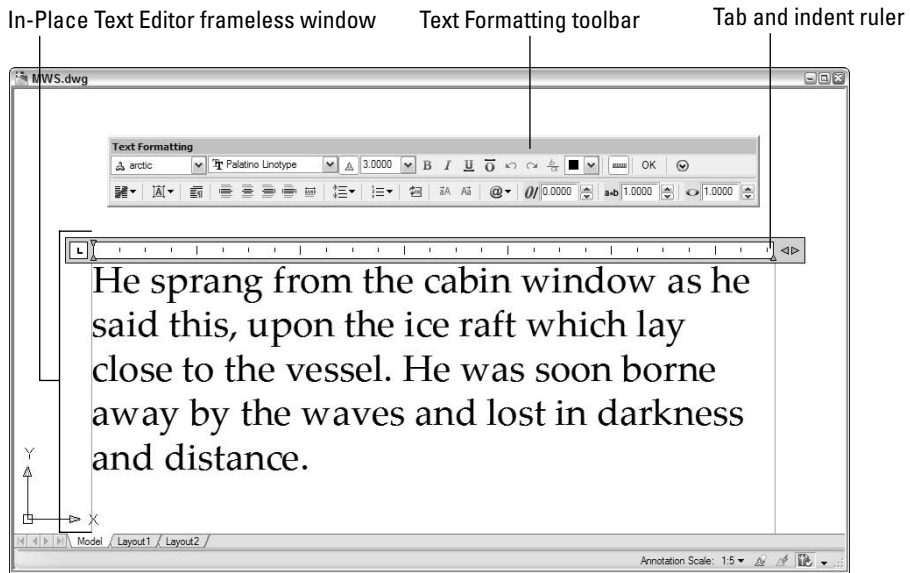 In-Place Text Editor frameless window Text Formatting toolbar Tab and indent ruler
MWS.dwg
Text Formatting
arctic Palatino Linotype 3.0000 B I U O OK
@ 0/ 0.0000 a•b 1.0000 1.0000
L
He sprang from the cabin window as he
said this, upon the ice raft which lay
close to the vessel. He was soon borne
away by the waves and lost in darkness
and distance.
Y
X
Model / Layout1 / Layout2 /
Annotation Scale: 1:5